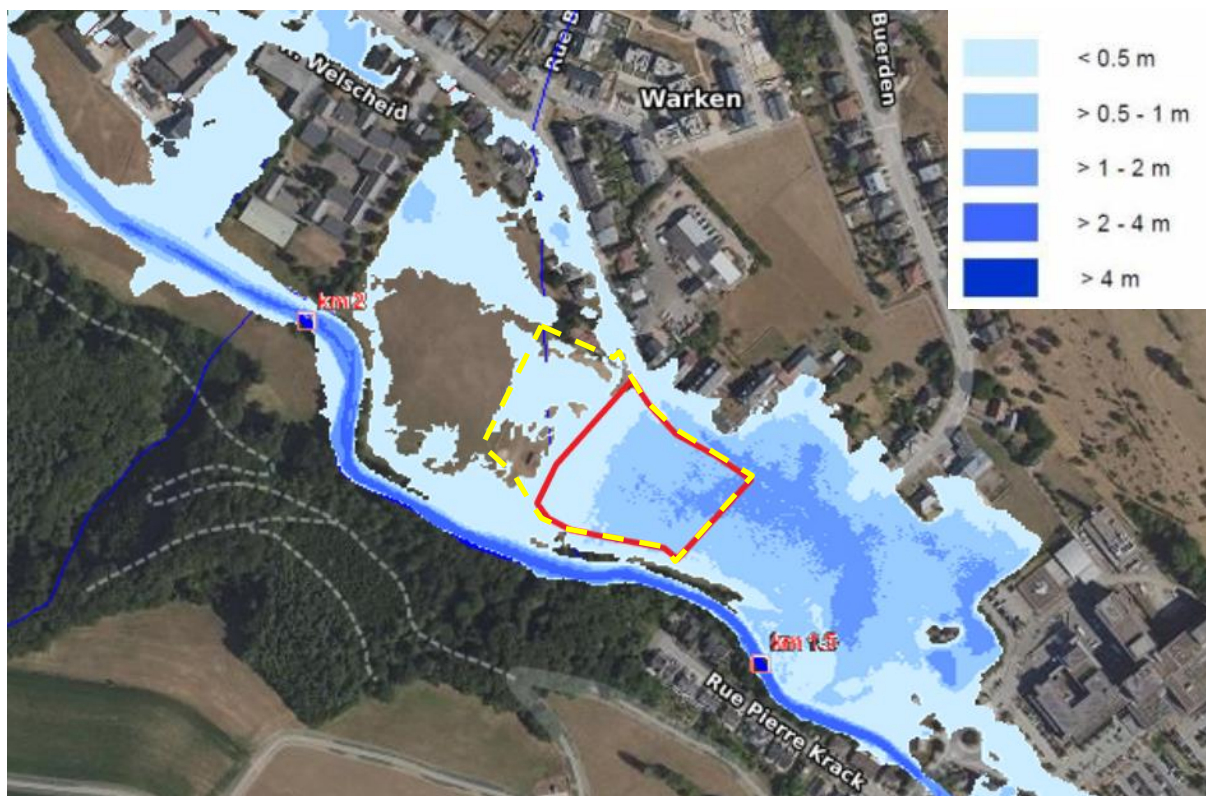 Rue B
Buerden
< 0.5 m
> 0.5 - 1 m
> 1 - 2 m
> 2 - 4 m
> 4 m
Welscheid
Warken
km2
km 1.5
Rue Pierre Krack